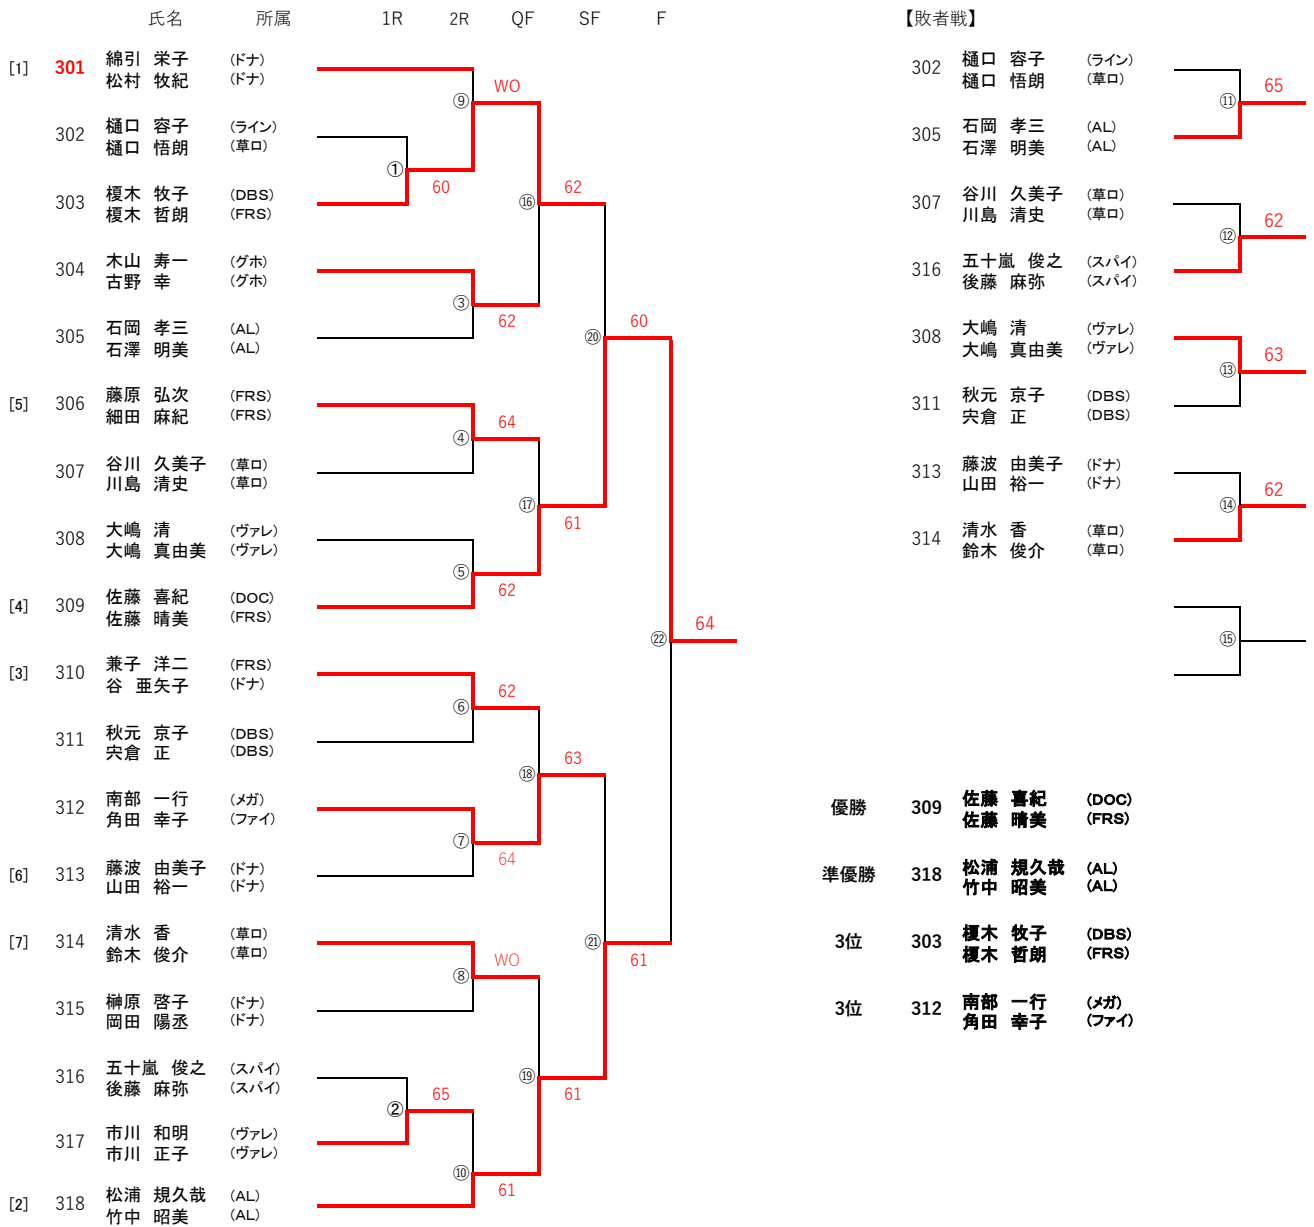 氏名 所属 1R 2R QF SF F
[1] 301 綿引 栄子 (ドナ)
松村 牧紀 (ドナ)
WO
⑨
302 樋口 容子 (ライン)
樋口 悟朗 (草ロ)
①
60
303 榎木 牧子 (DBS)
榎木 哲朗 (FRS)
⑯
62
304 木山 寿一 (グホ)
古野 幸 (グホ)
③
62
305 石岡 孝三 (AL)
石澤 明美 (AL)
⑳
60
[5] 306 藤原 弘次 (FRS)
細田 麻紀 (FRS)
64
④
307 谷川 久美子 (草ロ)
川島 清史 (草ロ)
⑰
61
308 大嶋 清 (ヴァレ)
大嶋 真由美 (ヴァレ)
⑤
62
[4] 309 佐藤 喜紀 (DOC)
佐藤 晴美 (FRS)
㉒
64
[3] 310 兼子 洋二 (FRS)
谷 亜矢子 (ドナ)
62
⑥
311 秋元 京子 (DBS)
宍倉 正 (DBS)
⑱
63
312 南部 一行 (メガ)
角田 幸子 (ファイ)
⑦
64
[6] 313 藤波 由美子 (ドナ)
山田 裕一 (ドナ)
[7] 314 清水 香 (草ロ)
鈴木 俊介 (草ロ)
㉑
61
WO
⑧
315 榊原 啓子 (ドナ)
岡田 陽丞 (ドナ)
316 五十嵐 俊之 (スパイ)
後藤 麻弥 (スパイ)
⑲
61
65
②
317 市川 和明 (ヴァレ)
市川 正子 (ヴァレ)
⑩
61
[2] 318 松浦 規久哉 (AL)
竹中 昭美 (AL)
【敗者戦】
302 樋口 容子 (ライン)
樋口 悟朗 (草ロ)
⑪
65
305 石岡 孝三 (AL)
石澤 明美 (AL)
307 谷川 久美子 (草ロ)
川島 清史 (草ロ)
⑫
62
316 五十嵐 俊之 (スパイ)
後藤 麻弥 (スパイ)
308 大嶋 清 (ヴァレ)
大嶋 真由美 (ヴァレ)
⑬
63
311 秋元 京子 (DBS)
宍倉 正 (DBS)
313 藤波 由美子 (ドナ)
山田 裕一 (ドナ)
⑭
62
314 清水 香 (草ロ)
鈴木 俊介 (草ロ)
⑮
優勝 309 佐藤 喜紀 (DOC)
佐藤 晴美 (FRS)
準優勝 318 松浦 規久哉 (AL)
竹中 昭美 (AL)
3位 303 榎木 牧子 (DBS)
榎木 哲朗 (FRS)
3位 312 南部 一行 (メガ)
角田 幸子 (ファイ)